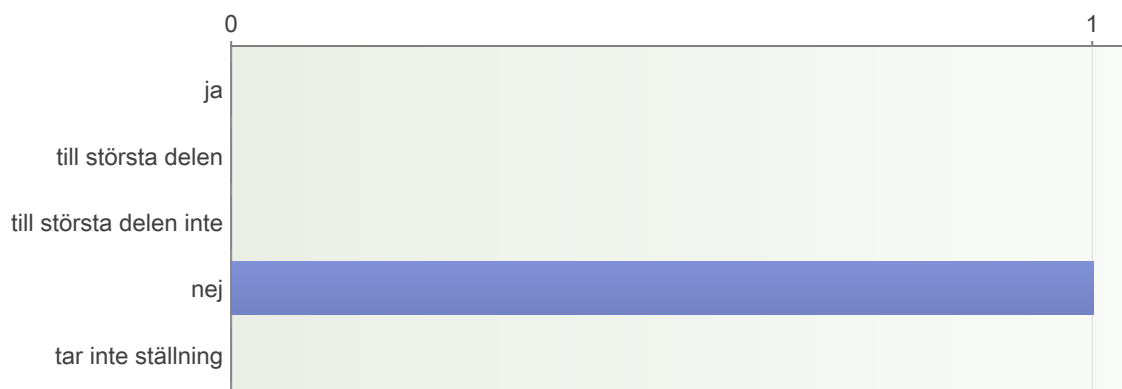 0 1
ja
till största delen
till största delen inte
nej
tar inte ställning